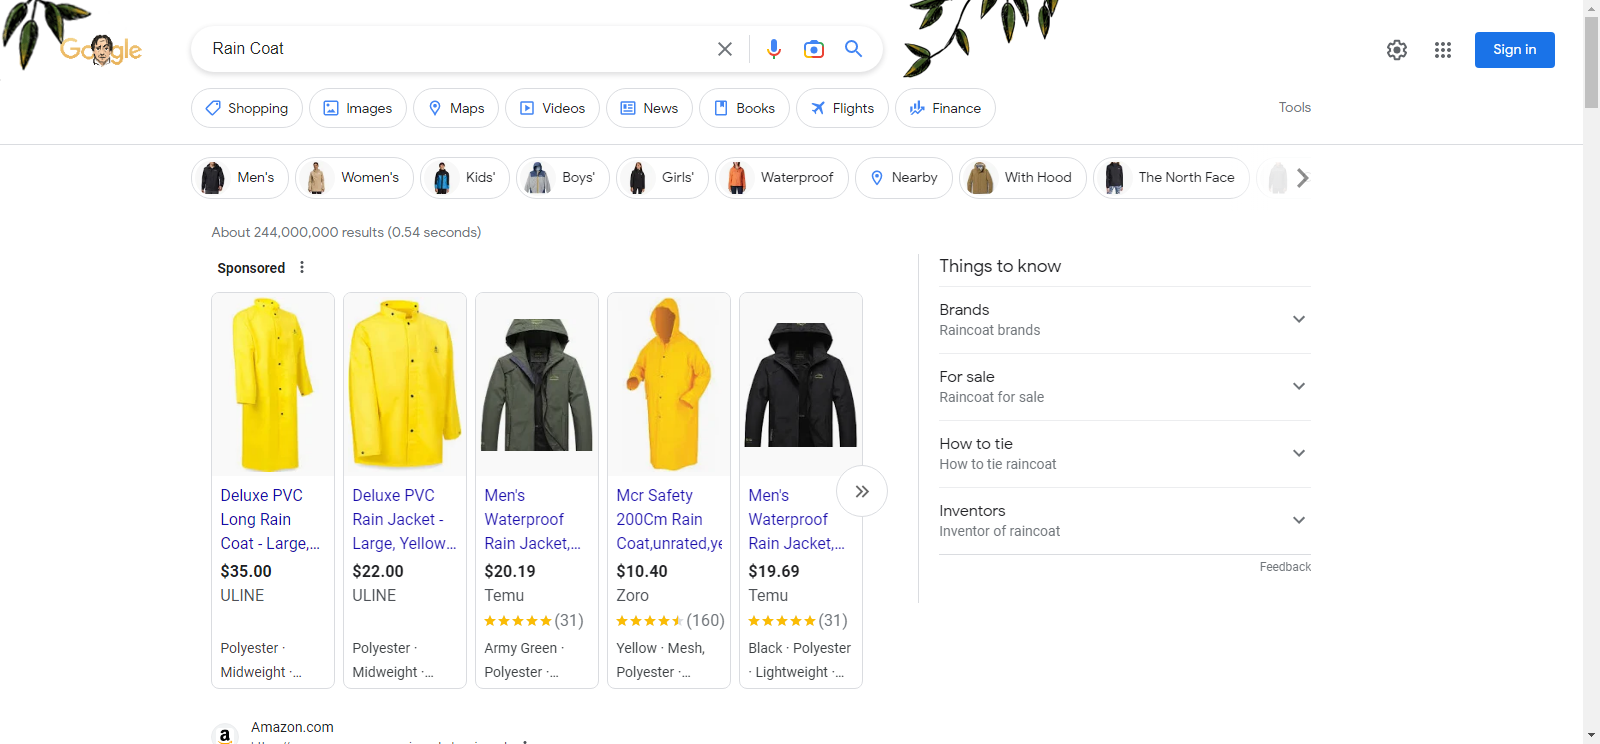 Google
Rain Coat
Sign in
Shopping
Images
Maps
Videos
News
Books
Flights
Finance
Tools
Men's
Women's
Kids'
Boys'
Girls'
Waterproof
Nearby
With Hood
The North Face
About 244,000,000 results (0.54 seconds)
Sponsored
Deluxe PVC
Long Rain
Coat - Large,...
$35.00
ULINE
Polyester ·
Midweight ·...
Deluxe PVC
Rain Jacket -
Large, Yellow...
$22.00
ULINE
Polyester ·
Midweight ·...
Men's
Waterproof
Rain Jacket,...
$20.19
Temu
(31)
Army Green ·
Polyester ·...
Mcr Safety
200Cm Rain
Coat,unrated,ye
$10.40
Zoro
(160)
Yellow · Mesh,
Polyester ·...
Men's
Waterproof
Rain Jacket,...
$19.69
Temu
(31)
Black · Polyester
· Lightweight ·...
Things to know
Brands
Raincoat brands
For sale
Raincoat for sale
How to tie
How to tie raincoat
Inventors
Inventor of raincoat
Feedback
a
Amazon.com